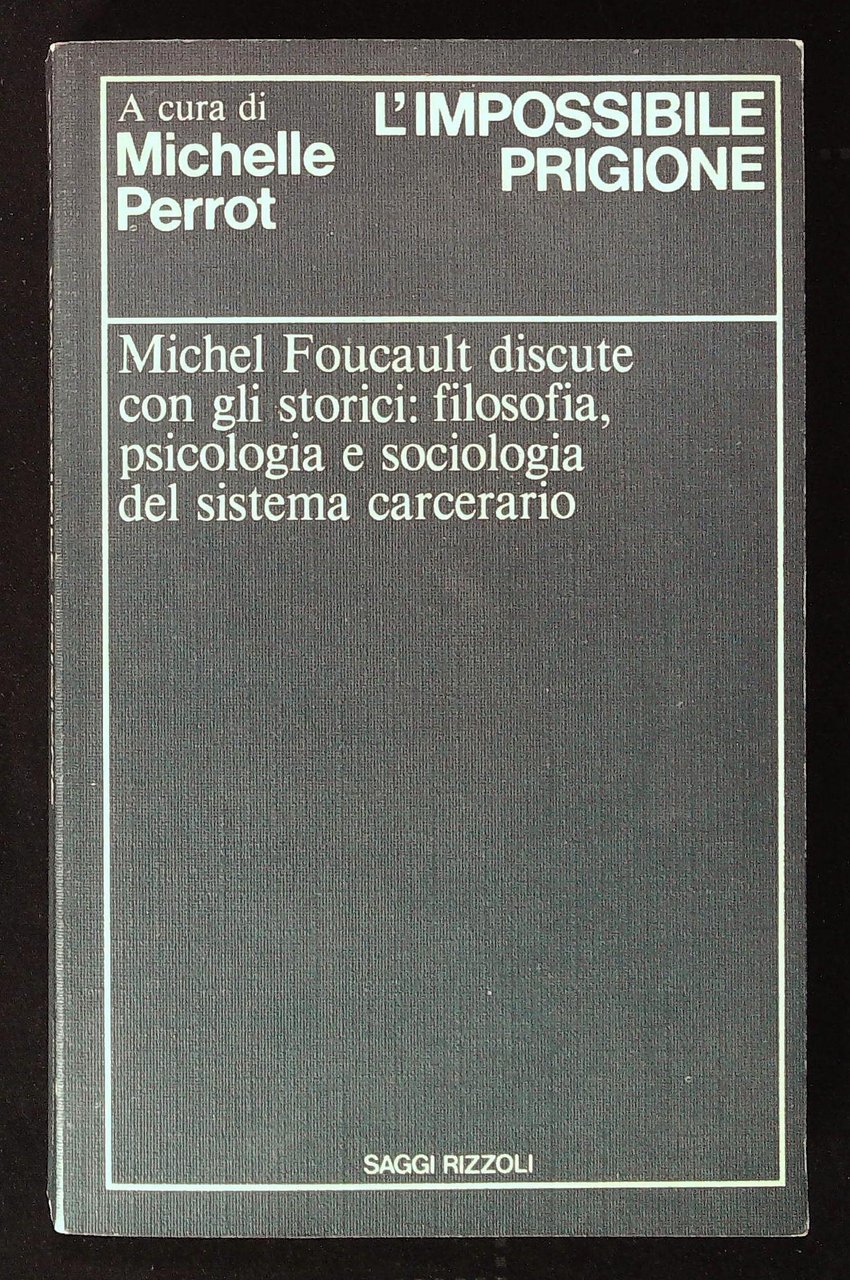 A cura di
Michelle
Perrot
L'IMPOSSIBILE
PRIGIONE
Michel Foucault discute
con gli storici: filosofia,
psicologia e sociologia
del sistema carcerario
SAGGI RIZZOLI